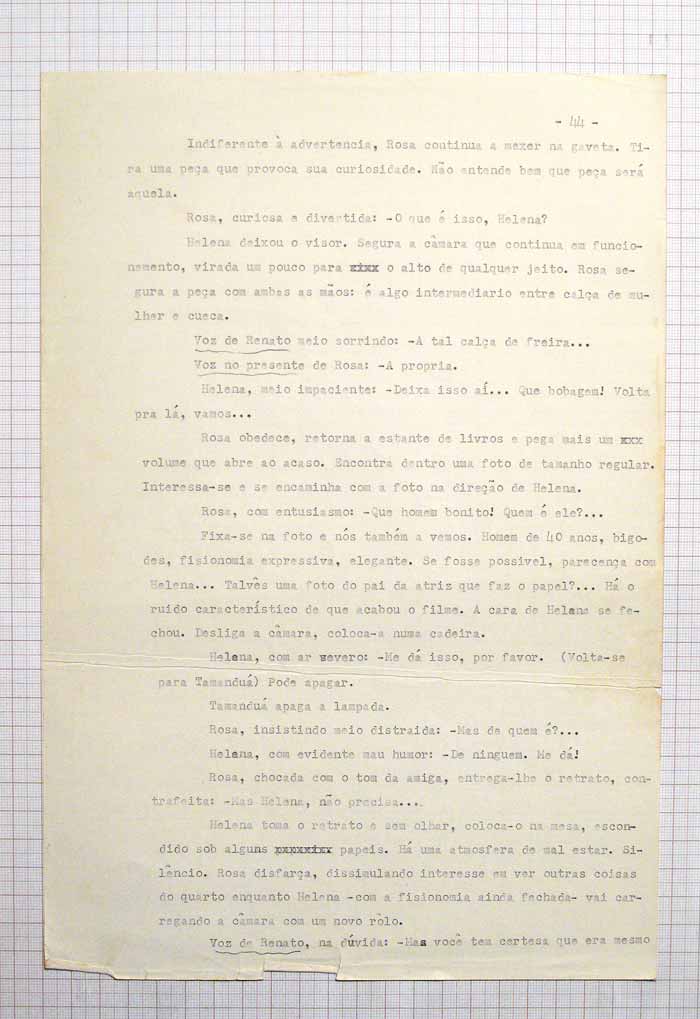 - 44 -
Indiferente à advertencia, Rosa continua a mexer na gaveta. Ti-
ra uma peça que provoca sua curiosidade. Não entende bem que peça será
aquela.
Rosa, curiosa e divertida: -O que é isso, Helena?
Helena deixou o visor. Segura a câmara que continua em funcio-
namento, virada um pouco para xixx o alto de qualquer jeito. Rosa se-
gura a peça com ambas as mãos: é algo intermediario entre calça de mu-
lher e cueca.
Voz de Renato meio sorrindo: -A tal calça de freira...
Voz no presente de Rosa: -A propria.
Helena, meio impaciente: -Deixa isso aí... Que bobagem! Volta
pra lá, vamos...
Rosa obedece, retorna a estante de livros e pega mais um xxx
volume que abre ao acaso. Encontra dentro uma foto de tamanho regular.
Interessa-se e se encaminha com a foto na direção de Helena.
Rosa, com entusiasmo: -Que homem bonito! Quem é ele?...
Fixa-se na foto e nós também a vemos. Homem de 40 anos, bigo-
des, fisionomia expressiva, elegante. Se fosse possivel, parecença com
Helena... Talvês uma foto do pai da atriz que faz o papel?... Há o
ruido característico de que acabou o filme. A cara de Helena se fe-
chou. Desliga a câmara, coloca-a numa cadeira.
Helena, com ar severo: -Me dá isso, por favor. (Volta-se
para Tamanduá) Pode apagar.
Tamanduá apaga a lampada.
Rosa, insistindo meio distraida: -Mas de quem é?...
Helena, com evidente mau humor: -De ninguem. Me dá!
Rosa, chocada com o tom da amiga, entrega-lhe o retrato, con-
trafeita: -Mas Helena, não precisa...
Helena toma o retrato e sem olhar, coloca-o na mesa, escon-
dido sob alguns xxxxxixx papeis. Há uma atmosfera de mal estar. Si-
lêncio. Rosa disfarça, dissimulando interesse em ver outras coisas
do quarto enquanto Helena -com a fisionomia ainda fechada- vai car-
regando a câmara com um novo rôlo.
Voz de Renato, na dúvida: -Mas você tem certesa que era mesmo